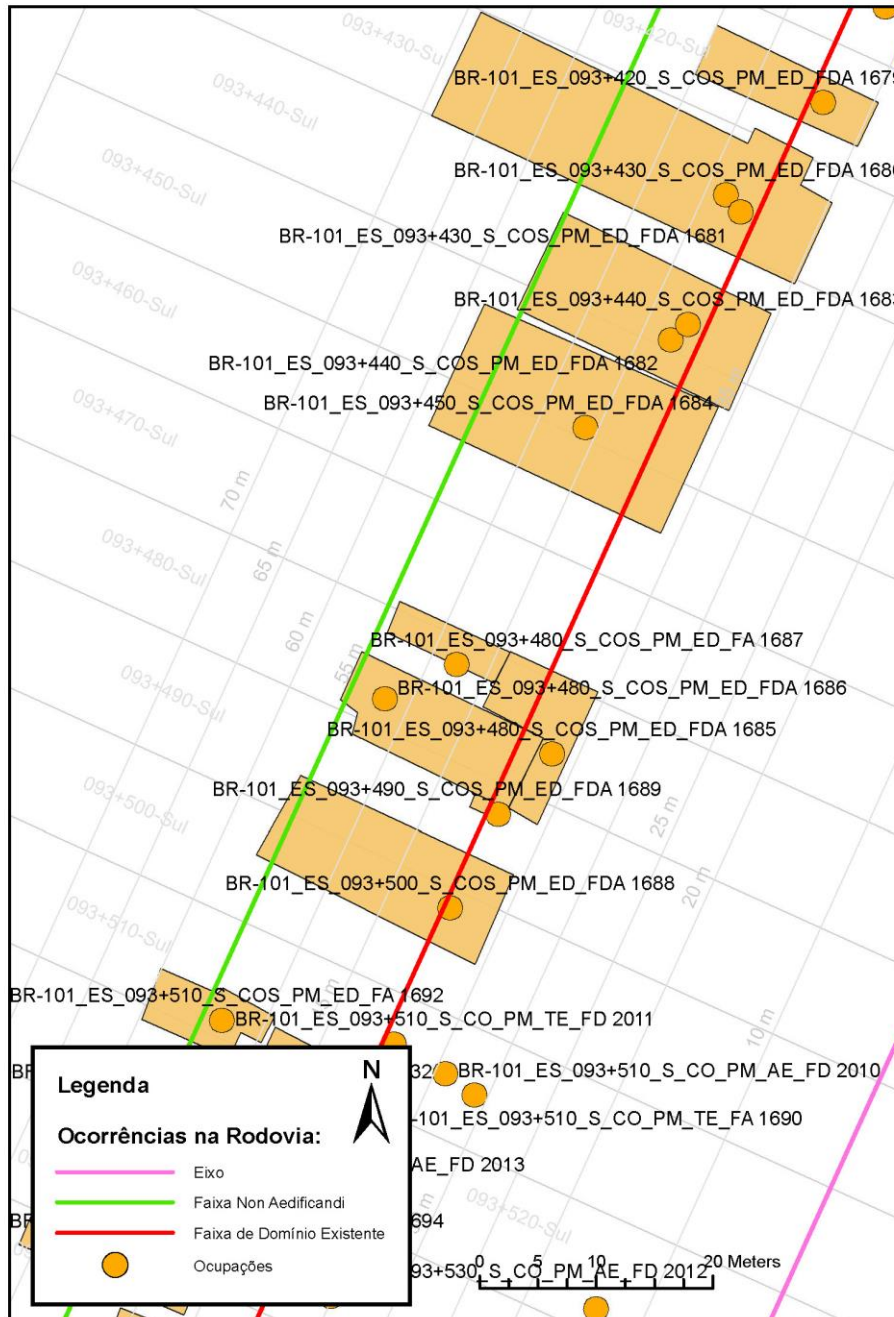 093+420-Sul
093+430-Sul
BR-101_ES_093+420_S_COS_PM_ED_FDA 1679
093+440-Sul
093+450-Sul
BR-101_ES_093+430_S_COS_PM_ED_FDA 1680
BR-101_ES_093+430_S_COS_PM_ED_FDA 1681
093+460-Sul
BR-101_ES_093+440_S_COS_PM_ED_FDA 1683
BR-101_ES_093+440_S_COS_PM_ED_FDA 1682
BR-101_ES_093+450_S_COS_PM_ED_FDA 1684
093+470-Sul
70 m
093+480-Sul
65 m
60 m
55 m
BR-101_ES_093+480_S_COS_PM_ED_FA 1687
093+490-Sul
BR-101_ES_093+480_S_COS_PM_ED_FDA 1686
BR-101_ES_093+480_S_COS_PM_ED_FDA 1685
BR-101_ES_093+490_S_COS_PM_ED_FDA 1689
093+500-Sul
25 m
BR-101_ES_093+500_S_COS_PM_ED_FDA 1688
20 m
093+510-Sul
BR-101_ES_093+510_S_COS_PM_ED_FA 1692
BR-101_ES_093+510_S_CO_PM_TE_FD 2011
10 m
BR-101_ES_093+510_S_CO_PM_AE_FD 2010
-101_ES_093+510_S_CO_PM_TE_FA 1690
AE_FD 2013
093+520-Sul
694
93+530_S_CO_PM_AE_FD 2012
Legenda
N
Ocorrências na Rodovia:
Eixo
Faixa Non Aedificandi
Faixa de Domínio Existente
Ocupações
0 5 10 20 Meters